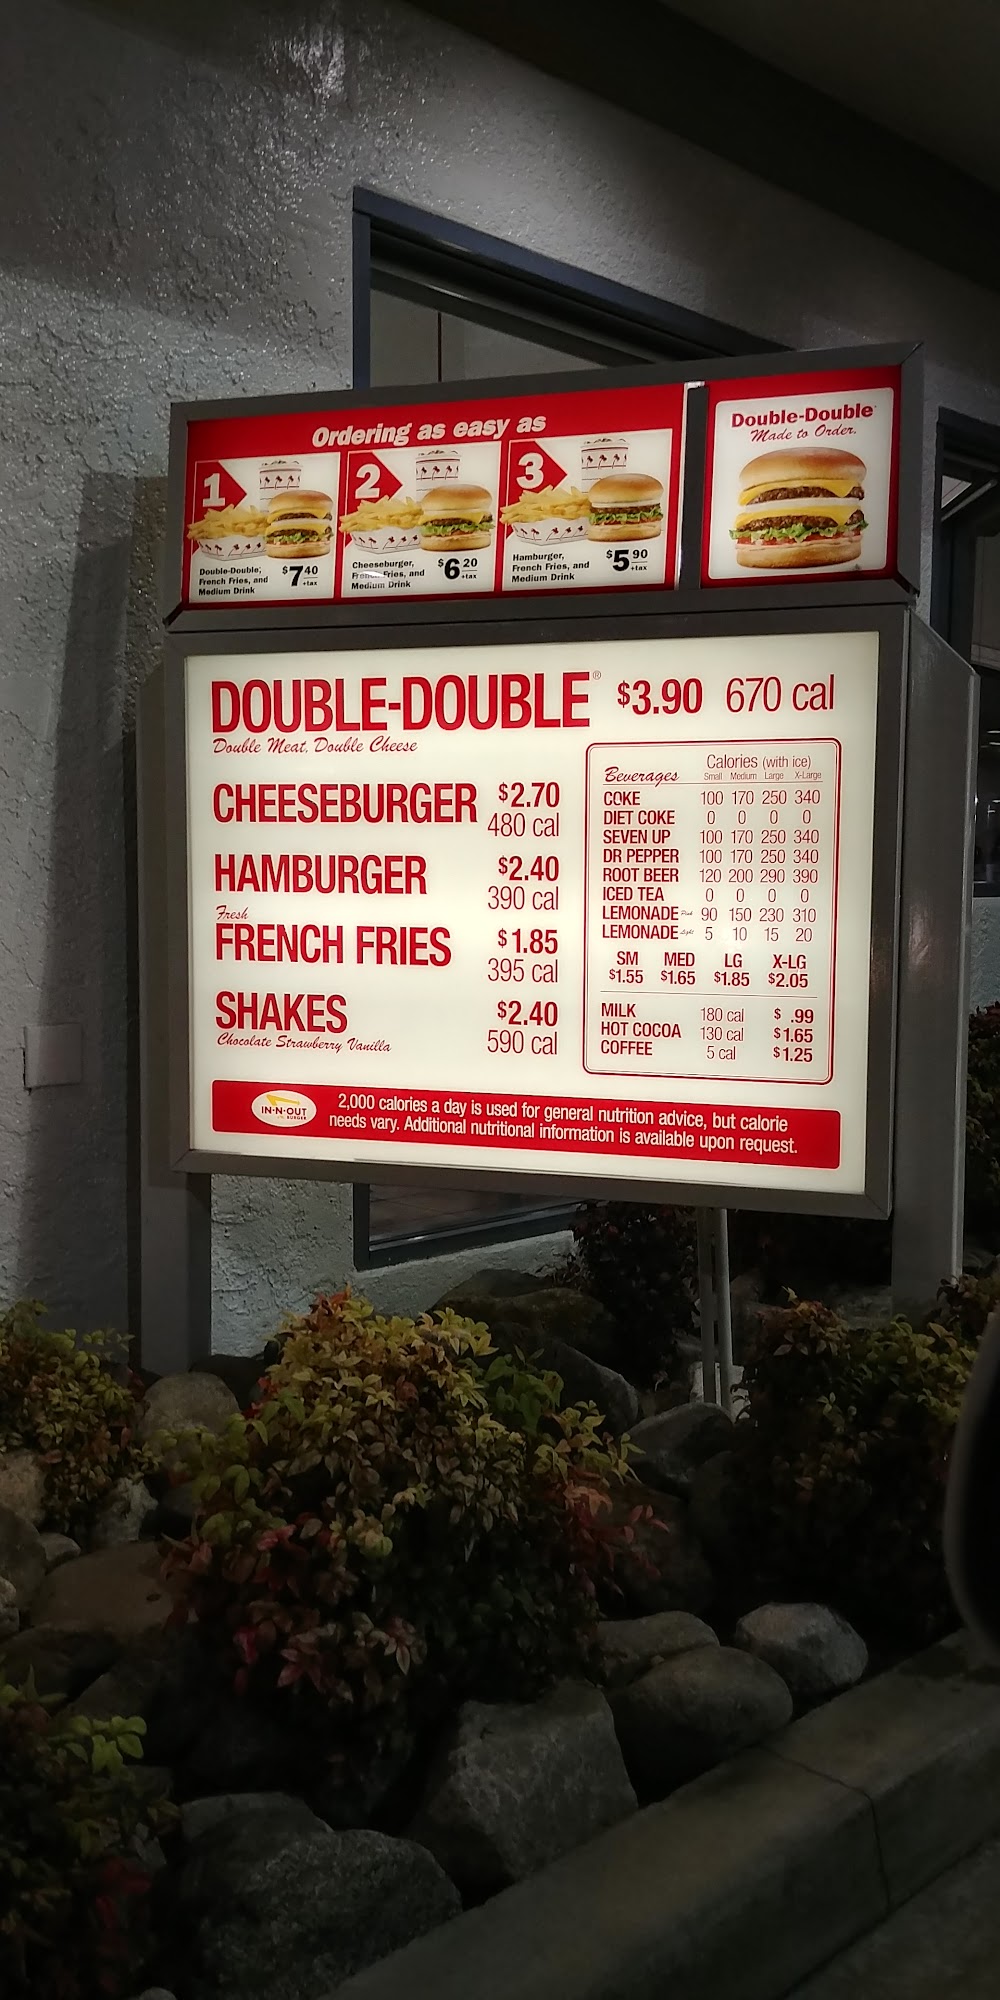 Ordering as easy as
1
Double-Double,
French Fries, and
Medium Drink
$7 40
+tax
2
Cheeseburger,
French Fries, and
Medium Drink
$6 20
+tax
3
Hamburger,
French Fries, and
Medium Drink
$5 90
+tax
Double-Double
Made to Order.
DOUBLE-DOUBLE® $3.90 670 cal
Double Meat, Double Cheese
CHEESEBURGER $2.70
480 cal
HAMBURGER $2.40
390 cal
Fresh
FRENCH FRIES $1.85
395 cal
SHAKES $2.40
Chocolate Strawberry Vanilla 590 cal
Calories (with ice)
Beverages Small Medium Large X-Large
COKE 100 170 250 340
DIET COKE 0 0 0 0
SEVEN UP 100 170 250 340
DR PEPPER 100 170 250 340
ROOT BEER 120 200 290 390
ICED TEA 0 0 0 0
LEMONADE Pink 90 150 230 310
LEMONADE Light 5 10 15 20
SM MED LG X-LG
$1.55 $1.65 $1.85 $2.05
MILK 180 cal $ .99
HOT COCOA 130 cal $1.65
COFFEE 5 cal $1.25
IN-N-OUT
BURGER
2,000 calories a day is used for general nutrition advice, but calorie
needs vary. Additional nutritional information is available upon request.